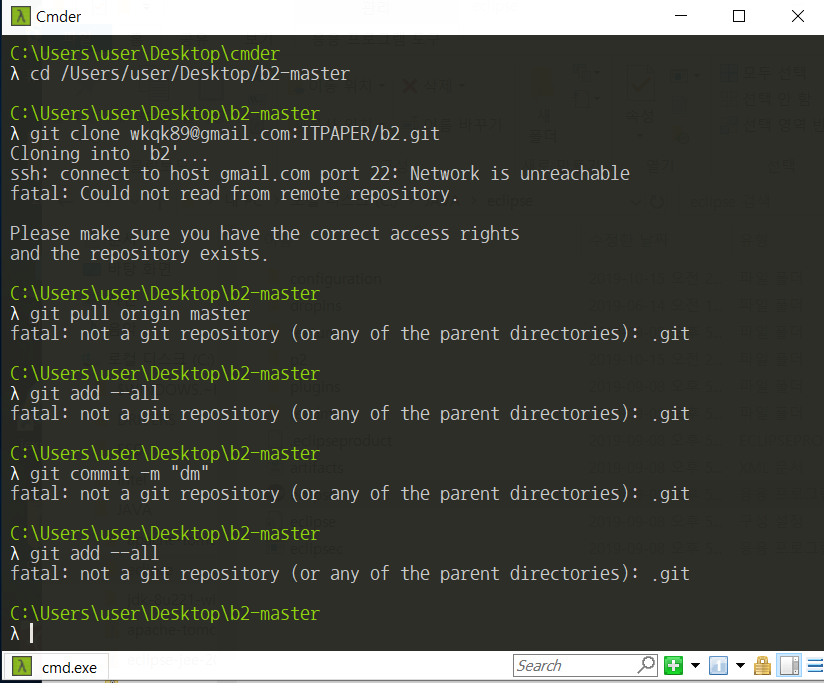 Cmder
C:\Users\user\Desktop\cmder
λ cd /Users/user/Desktop/b2-master
C:\Users\user\Desktop\b2-master
λ git clone wkqk89@gmail.com:ITPAPER/b2.git
Cloning into 'b2'...
ssh: connect to host gmail.com port 22: Network is unreachable
fatal: Could not read from remote repository.
Please make sure you have the correct access rights
and the repository exists.
C:\Users\user\Desktop\b2-master
λ git pull origin master
fatal: not a git repository (or any of the parent directories): .git
C:\Users\user\Desktop\b2-master
λ git add --all
fatal: not a git repository (or any of the parent directories): .git
C:\Users\user\Desktop\b2-master
λ git commit -m "dm"
fatal: not a git repository (or any of the parent directories): .git
C:\Users\user\Desktop\b2-master
λ git add --all
fatal: not a git repository (or any of the parent directories): .git
C:\Users\user\Desktop\b2-master
λ
cmd.exe
Search